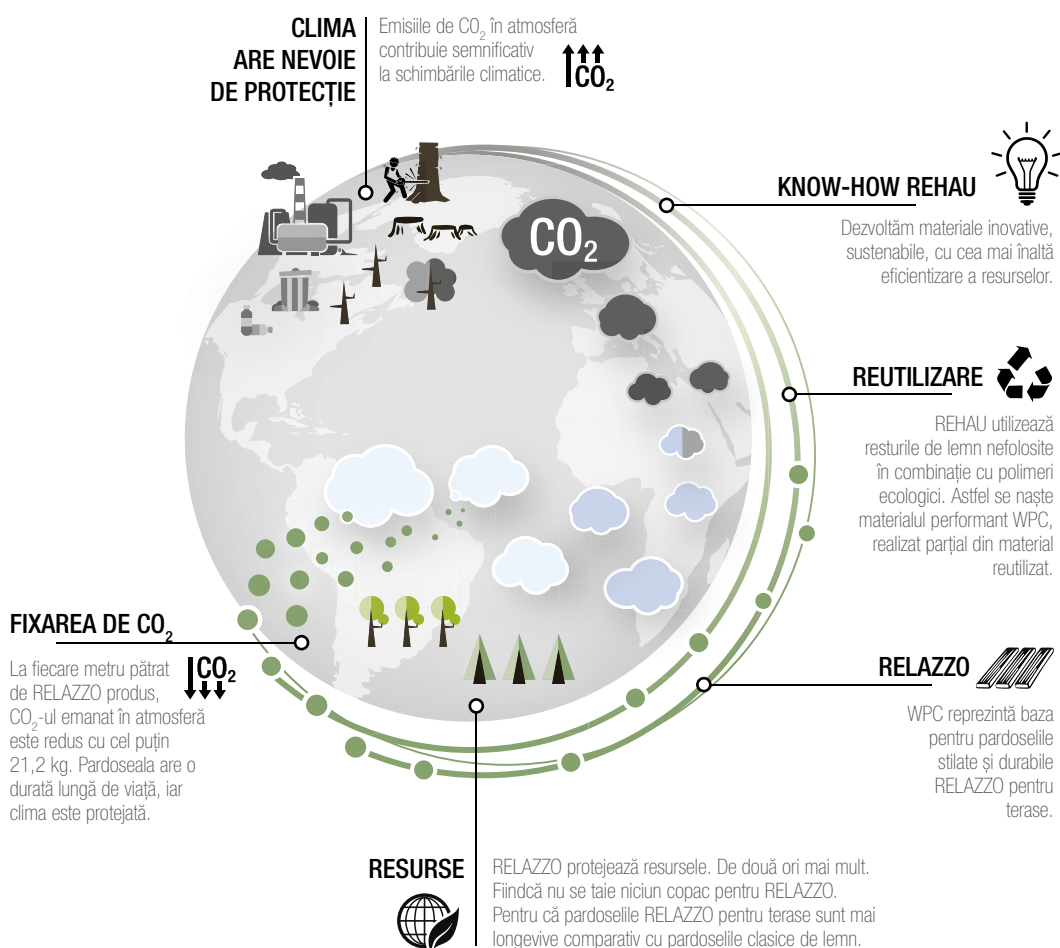 CLIMA
ARE NEVOIE
DE PROTECȚIE
Emisiile de CO₂ în atmosferă
contribuie semnificativ
la schimbările climatice.
CO₂
CO₂
KNOW-HOW REHAU
Dezvoltăm materiale inovative,
sustenabile, cu cea mai înaltă
eficientizare a resurselor.
REUTILIZARE
REHAU utilizează
resturile de lemn nefolosite
în combinație cu polimeri
ecologici. Astfel se naște
materialul performant WPC,
realizat parțial din material
reutilizat.
RELAZZO
WPC reprezintă baza
pentru pardoselile
stilate și durabile
RELAZZO pentru
terase.
RESURSE
RELAZZO protejează resursele. De două ori mai mult.
Fiindcă nu se taie niciun copac pentru RELAZZO.
Pentru că pardoselile RELAZZO pentru terase sunt mai
longevive comparativ cu pardoselile clasice de lemn.
FIXAREA DE CO₂
La fiecare metru pătrat
de RELAZZO produs,
CO₂-ul emanat în atmosferă
este redus cu cel puțin
21,2 kg. Pardoseala are o
durată lungă de viață, iar
clima este protejată.
CO₂